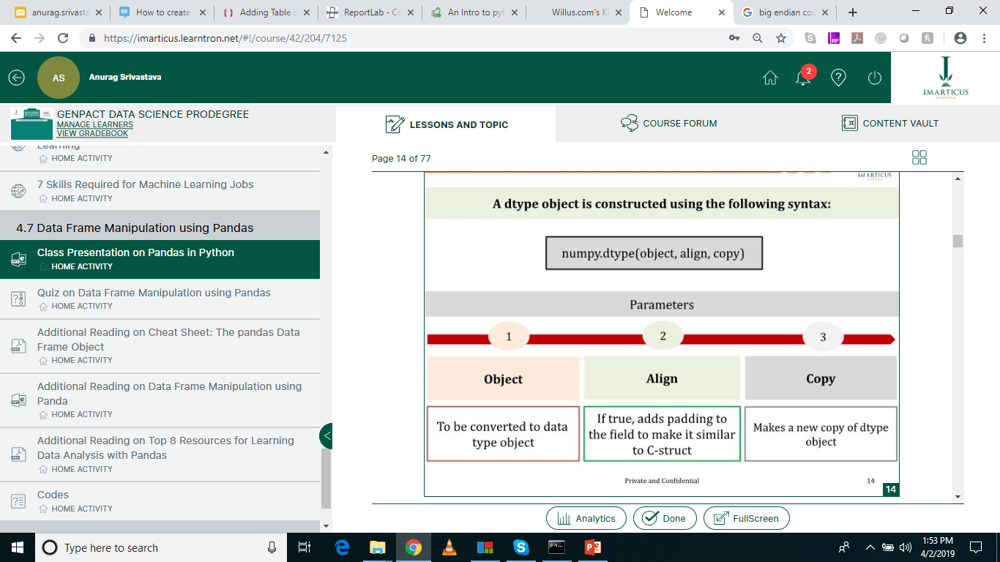 anurag.srivasta
How to create
Adding Table o
ReportLab - Co
An Intro to pyf
Willus.com's K
Welcome
big endian coo
https://imarticus.learntron.net/#!/course/42/204/7125
AS
Anurag Srivastava
2
IMARTICUS
LEARNING
GENPACT DATA SCIENCE PRODEGREE
MANAGE LEARNERS
VIEW GRADEBOOK
LESSONS AND TOPIC
COURSE FORUM
CONTENT VAULT
Learning
HOME ACTIVITY
7 Skills Required for Machine Learning Jobs
HOME ACTIVITY
4.7 Data Frame Manipulation using Pandas
Class Presentation on Pandas in Python
HOME ACTIVITY
Quiz on Data Frame Manipulation using Pandas
HOME ACTIVITY
Additional Reading on Cheat Sheet: The pandas Data
Frame Object
HOME ACTIVITY
Additional Reading on Data Frame Manipulation using
Panda
HOME ACTIVITY
Additional Reading on Top 8 Resources for Learning
Data Analysis with Pandas
HOME ACTIVITY
Codes
HOME ACTIVITY
Page 14 of 77
IMARTICUS
A dtype object is constructed using the following syntax:
numpy.dtype(object, align, copy)
Parameters
1
2
3
Object
Align
Copy
To be converted to data
type object
If true, adds padding to
the field to make it similar
to C-struct
Makes a new copy of dtype
object
Private and Confidential
14
14
Analytics
Done
FullScreen
Type here to search
1:53 PM
4/2/2019